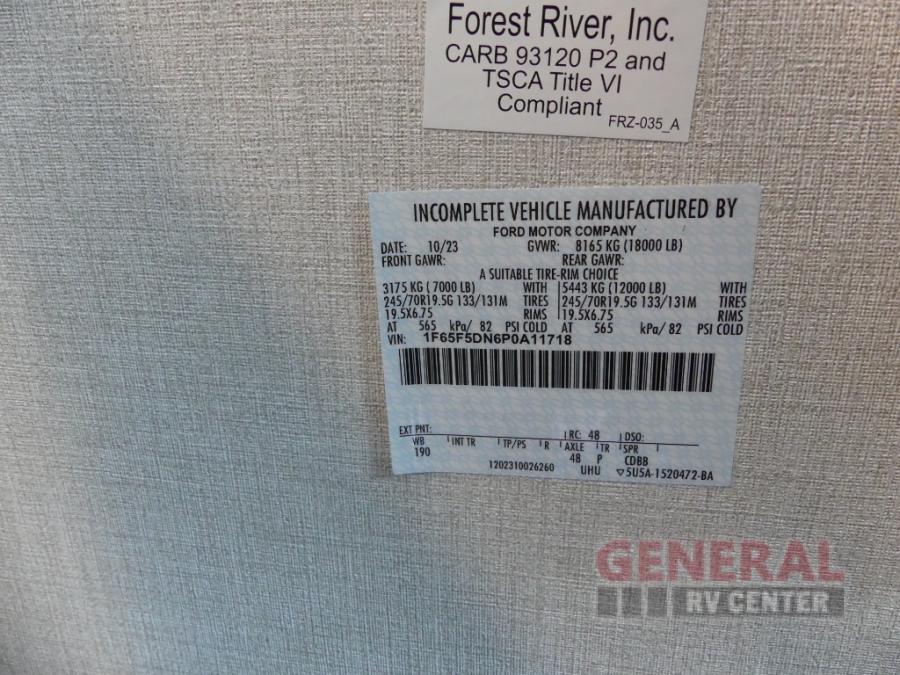 Forest River, Inc.
CARB 93120 P2 and
TSCA Title VI
Compliant
FRZ-035_A
INCOMPLETE VEHICLE MANUFACTURED BY
FORD MOTOR COMPANY
DATE: 10/23 GVWR: 8165 KG (18000 LB)
FRONT GAWR: REAR GAWR:
A SUITABLE TIRE-RIM CHOICE
3175 KG ( 7000 LB) WITH 5443 KG (12000 LB) WITH
245/70R19.5G 133/131M TIRES 245/70R19.5G 133/131M TIRES
19.5X6.75 RIMS 19.5X6.75 RIMS
AT 565 kPa/ 82 PSI COLD AT 565 kPa/ 82 PSI COLD
VIN: 1F65F5DN6P0A11718
EXT PNT: RC: 48 DSO:
WB INT TR TP/PS R AXLE TR SPR
190 48 P CDBB
1202310026260 UHU ▽5U5A-1520472-BA
GENERAL
RV CENTER